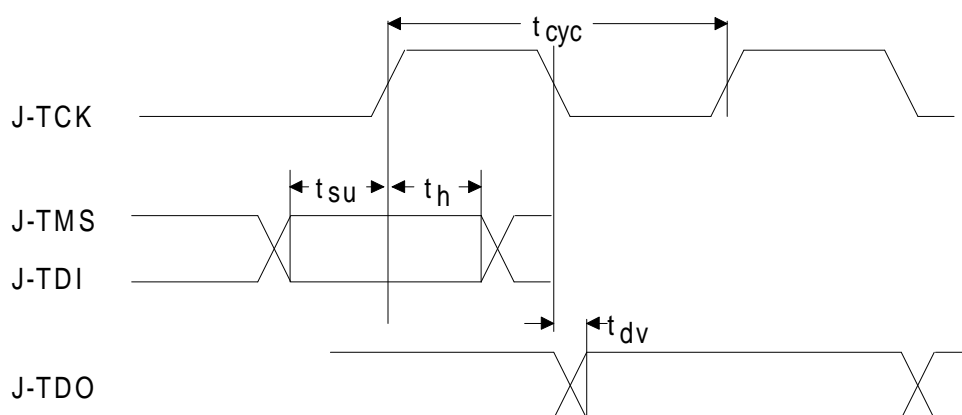 t cyc
J-TCK
t su
t h
J-TMS
J-TDI
t dv
J-TDO